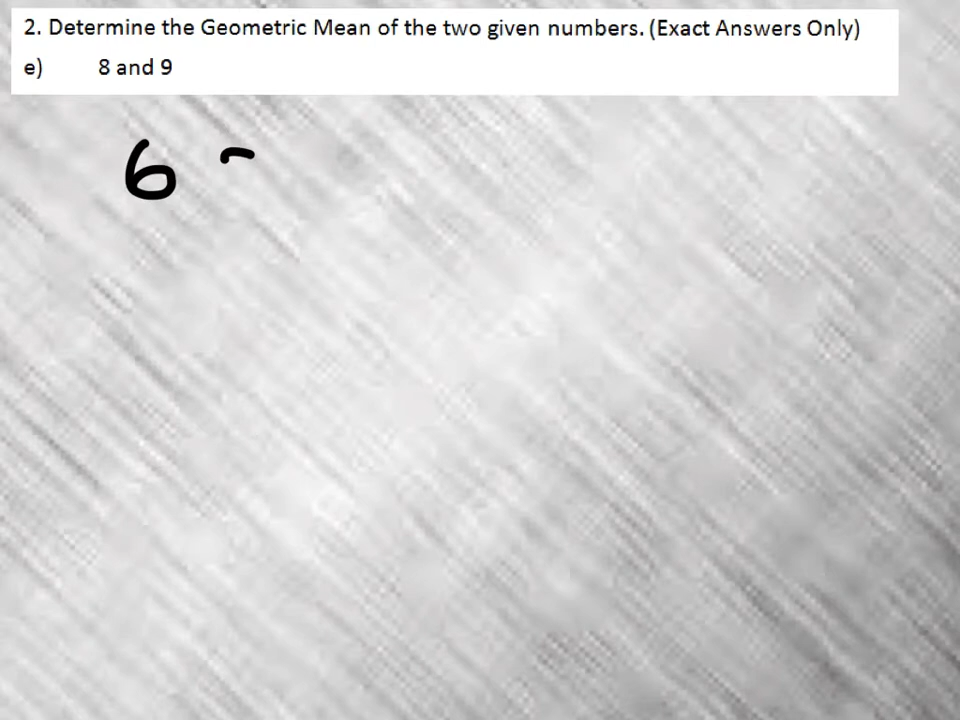 2. Determine the Geometric Mean of the two given numbers. (Exact Answers Only)
e) 8 and 9
6